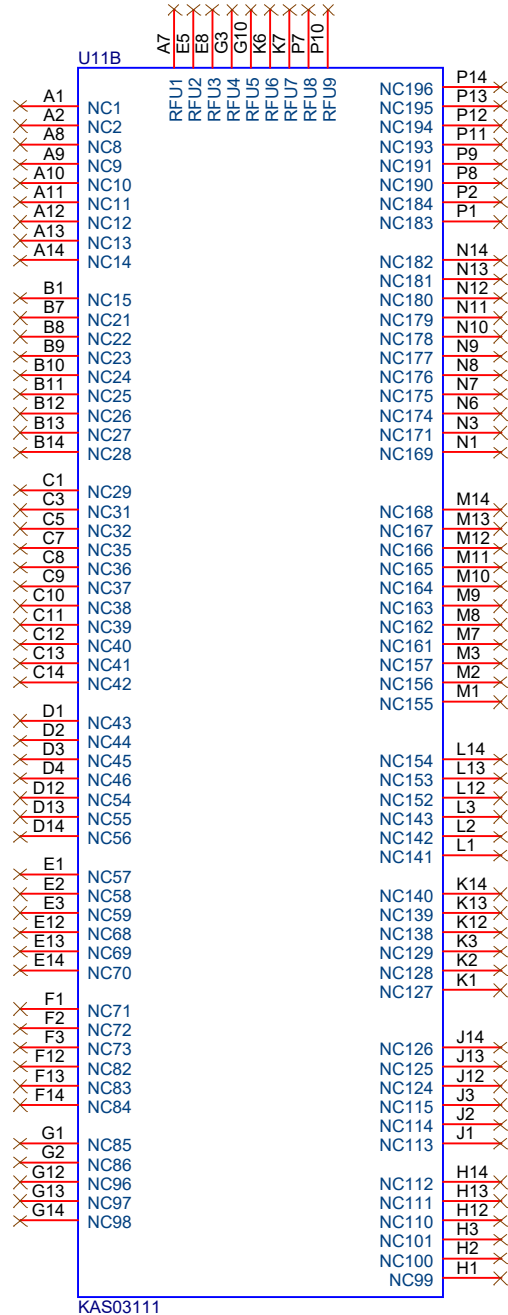 A7 E5 E8 G3 G10 K6 K7 P7 P10
U11B
RFU1 RFU2 RFU3 RFU4 RFU5 RFU6 RFU7 RFU8 RFU9
A1 NC1
A2 NC2
A8 NC8
A9 NC9
A10 NC10
A11 NC11
A12 NC12
A13 NC13
A14 NC14
B1 NC15
B7 NC21
B8 NC22
B9 NC23
B10 NC24
B11 NC25
B12 NC26
B13 NC27
B14 NC28
C1 NC29
C3 NC31
C5 NC32
C7 NC35
C8 NC36
C9 NC37
C10 NC38
C11 NC39
C12 NC40
C13 NC41
C14 NC42
D1 NC43
D2 NC44
D3 NC45
D4 NC46
D12 NC54
D13 NC55
D14 NC56
E1 NC57
E2 NC58
E3 NC59
E12 NC68
E13 NC69
E14 NC70
F1 NC71
F2 NC72
F3 NC73
F12 NC82
F13 NC83
F14 NC84
G1 NC85
G2 NC86
G12 NC96
G13 NC97
G14 NC98
NC196 P14
NC195 P13
NC194 P12
NC193 P11
NC191 P9
NC190 P8
NC184 P2
NC183 P1
NC182 N14
NC181 N13
NC180 N12
NC179 N11
NC178 N10
NC177 N9
NC176 N8
NC175 N7
NC174 N6
NC171 N3
NC169 N1
NC168 M14
NC167 M13
NC166 M12
NC165 M11
NC164 M10
NC163 M9
NC162 M8
NC161 M7
NC157 M3
NC156 M2
NC155 M1
NC154 L14
NC153 L13
NC152 L12
NC143 L3
NC142 L2
NC141 L1
NC140 K14
NC139 K13
NC138 K12
NC129 K3
NC128 K2
NC127 K1
NC126 J14
NC125 J13
NC124 J12
NC115 J3
NC114 J2
NC113 J1
NC112 H14
NC111 H13
NC110 H12
NC101 H3
NC100 H2
NC99 H1
KAS03111